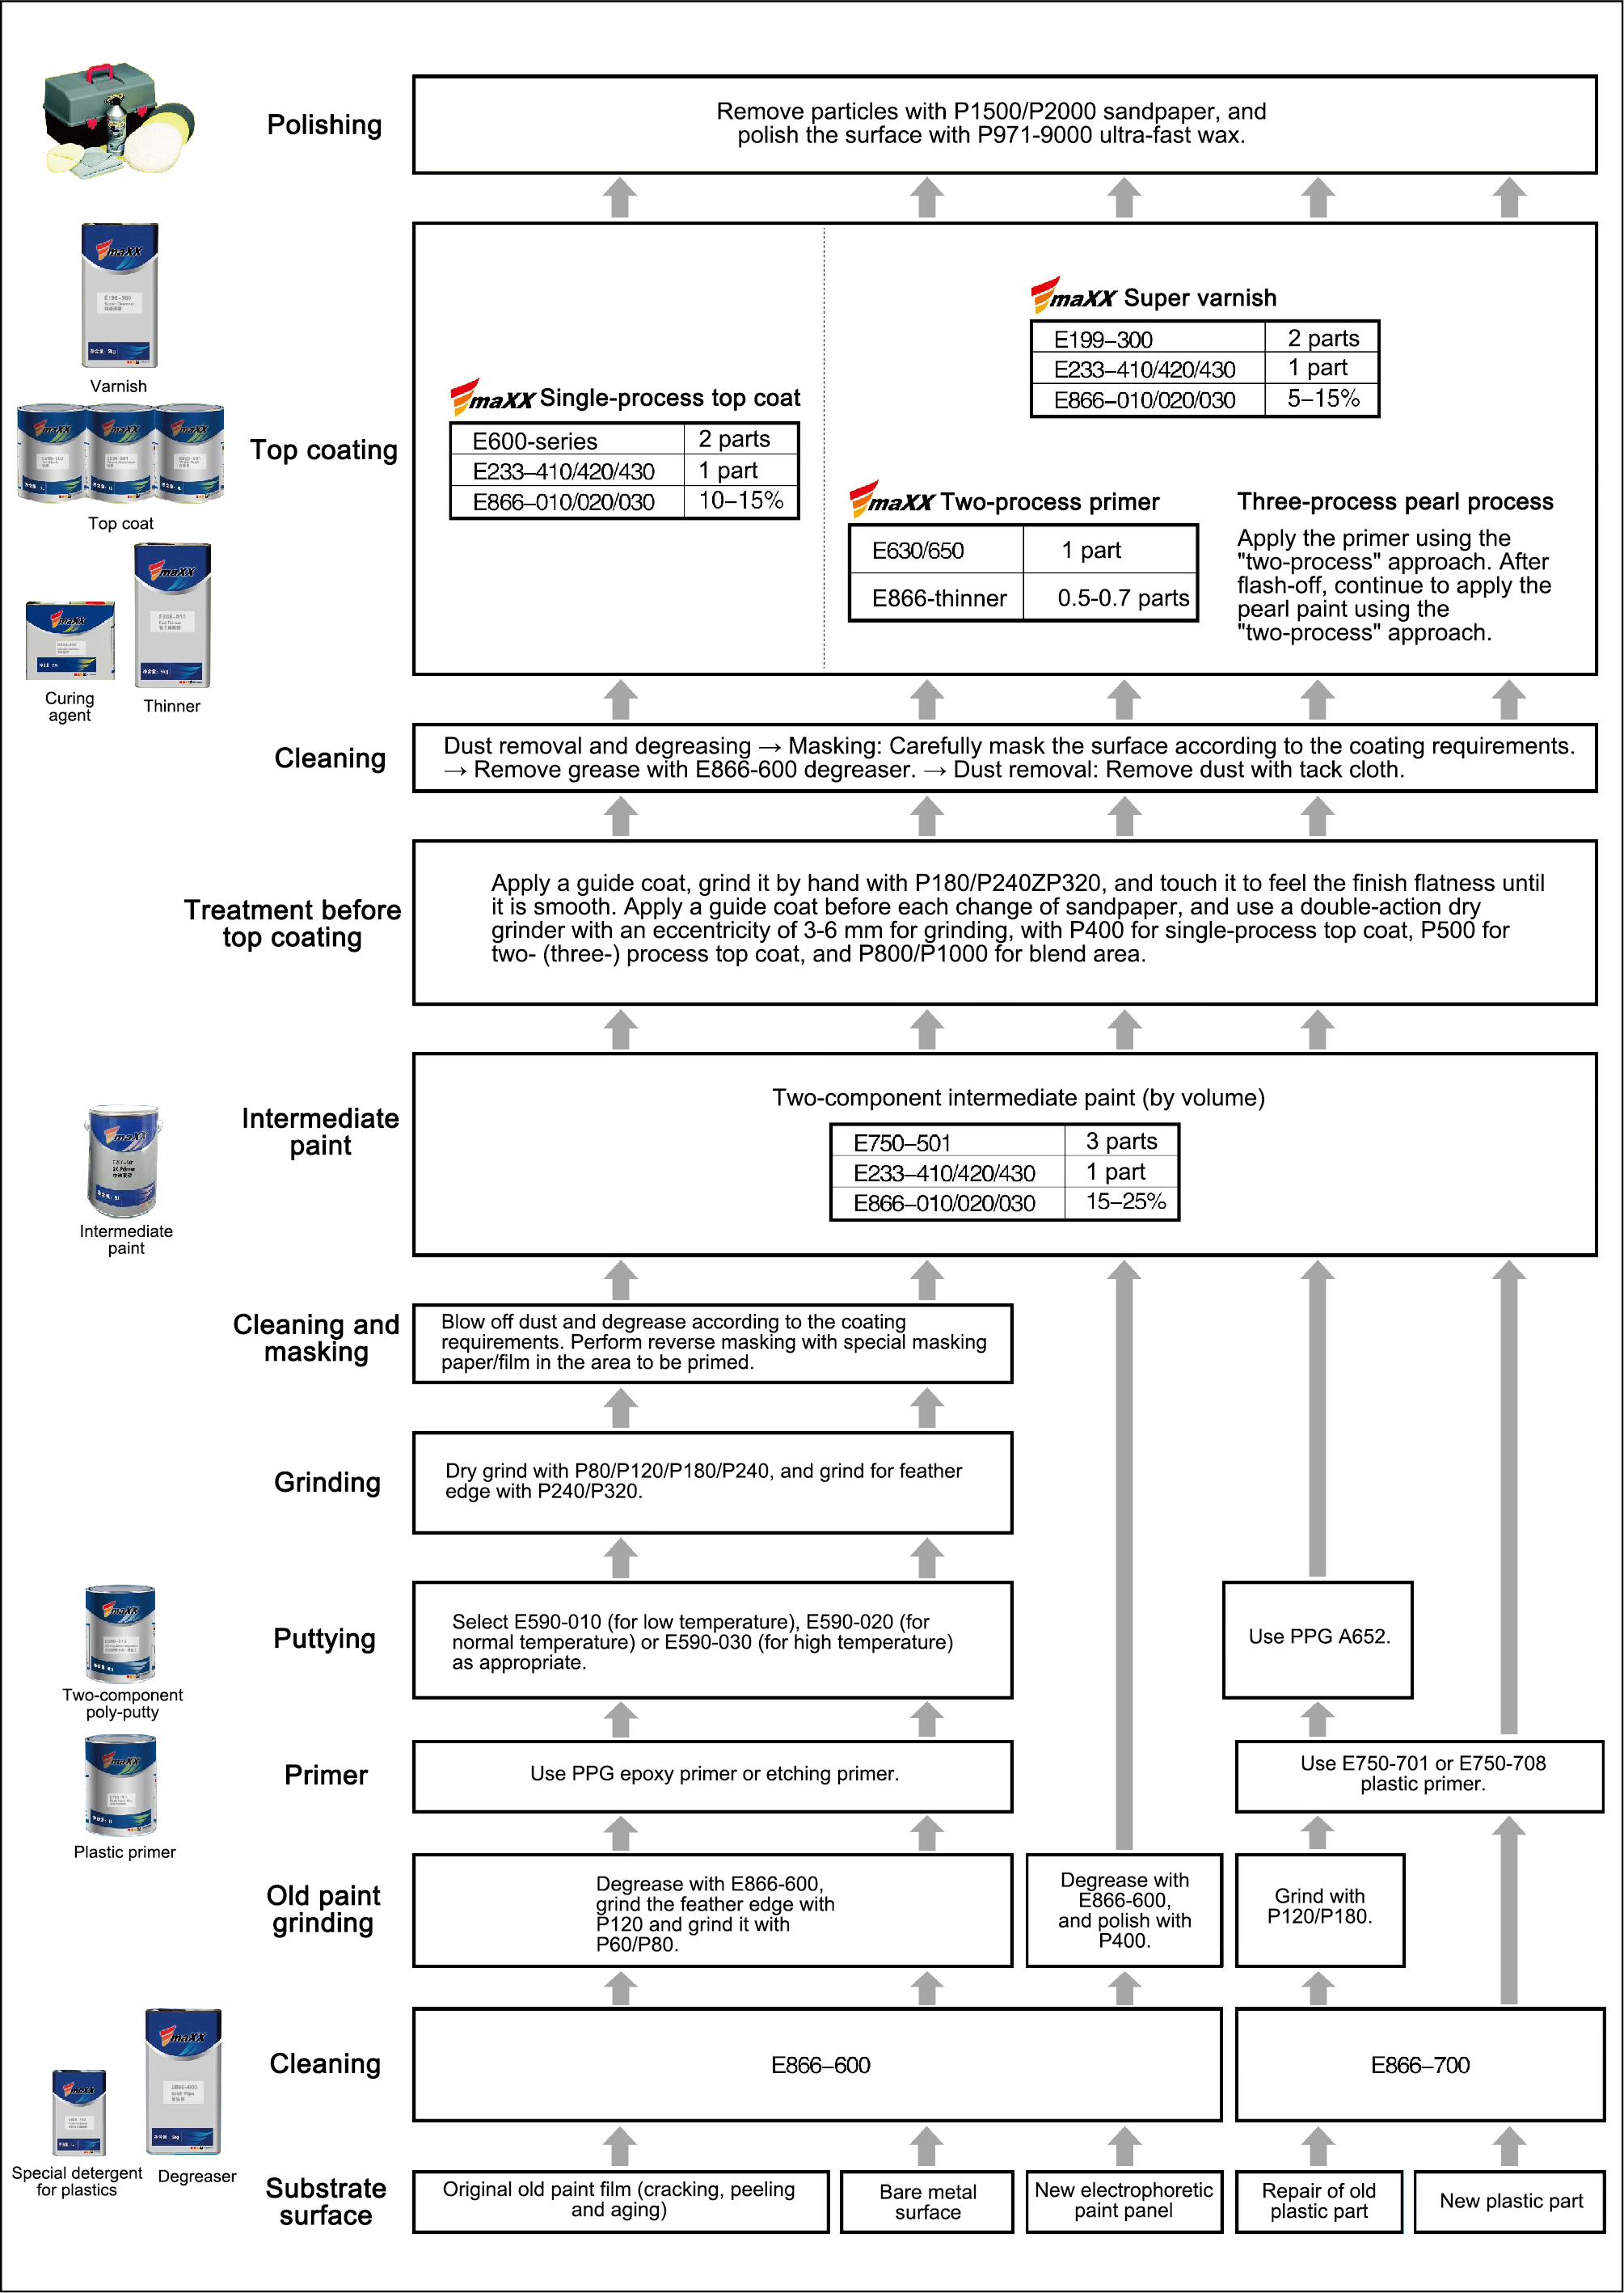 Polishing
Remove particles with P1500/P2000 sandpaper, and
polish the surface with P971-9000 ultra-fast wax.
maXX
Varnish
maXX
maXX
maXX
Top coat
maXX
maXX
Curing
agent
Thinner
Top coating
maXX Single-process top coat
E600-series 2 parts
E233–410/420/430 1 part
E866–010/020/030 10–15%
maXX Super varnish
E199–300 2 parts
E233–410/420/430 1 part
E866–010/020/030 5–15%
maXX Two-process primer
E630/650 1 part
E866-thinner 0.5-0.7 parts
Three-process pearl process
Apply the primer using the
"two-process" approach. After
flash-off, continue to apply the
pearl paint using the
"two-process" approach.
Cleaning
Dust removal and degreasing → Masking: Carefully mask the surface according to the coating requirements.
→ Remove grease with E866-600 degreaser. → Dust removal: Remove dust with tack cloth.
Treatment before
top coating
Apply a guide coat, grind it by hand with P180/P240ZP320, and touch it to feel the finish flatness until
it is smooth. Apply a guide coat before each change of sandpaper, and use a double-action dry
grinder with an eccentricity of 3-6 mm for grinding, with P400 for single-process top coat, P500 for
two- (three-) process top coat, and P800/P1000 for blend area.
maXX
Intermediate
paint
Intermediate
paint
Two-component intermediate paint (by volume)
E750–501 3 parts
E233–410/420/430 1 part
E866–010/020/030 15–25%
Cleaning and
masking
Blow off dust and degrease according to the coating
requirements. Perform reverse masking with special masking
paper/film in the area to be primed.
Grinding
Dry grind with P80/P120/P180/P240, and grind for feather
edge with P240/P320.
maXX
Two-component
poly-putty
Puttying
Select E590-010 (for low temperature), E590-020 (for
normal temperature) or E590-030 (for high temperature)
as appropriate.
Use PPG A652.
maXX
Plastic primer
Primer
Use PPG epoxy primer or etching primer.
Use E750-701 or E750-708
plastic primer.
Old paint
grinding
Degrease with E866-600,
grind the feather edge with
P120 and grind it with
P60/P80.
Degrease with
E866-600,
and polish with
P400.
Grind with
P120/P180.
maXX
maXX
Special detergent
for plastics
Degreaser
Cleaning
E866–600
E866–700
Substrate
surface
Original old paint film (cracking, peeling
and aging)
Bare metal
surface
New electrophoretic
paint panel
Repair of old
plastic part
New plastic part